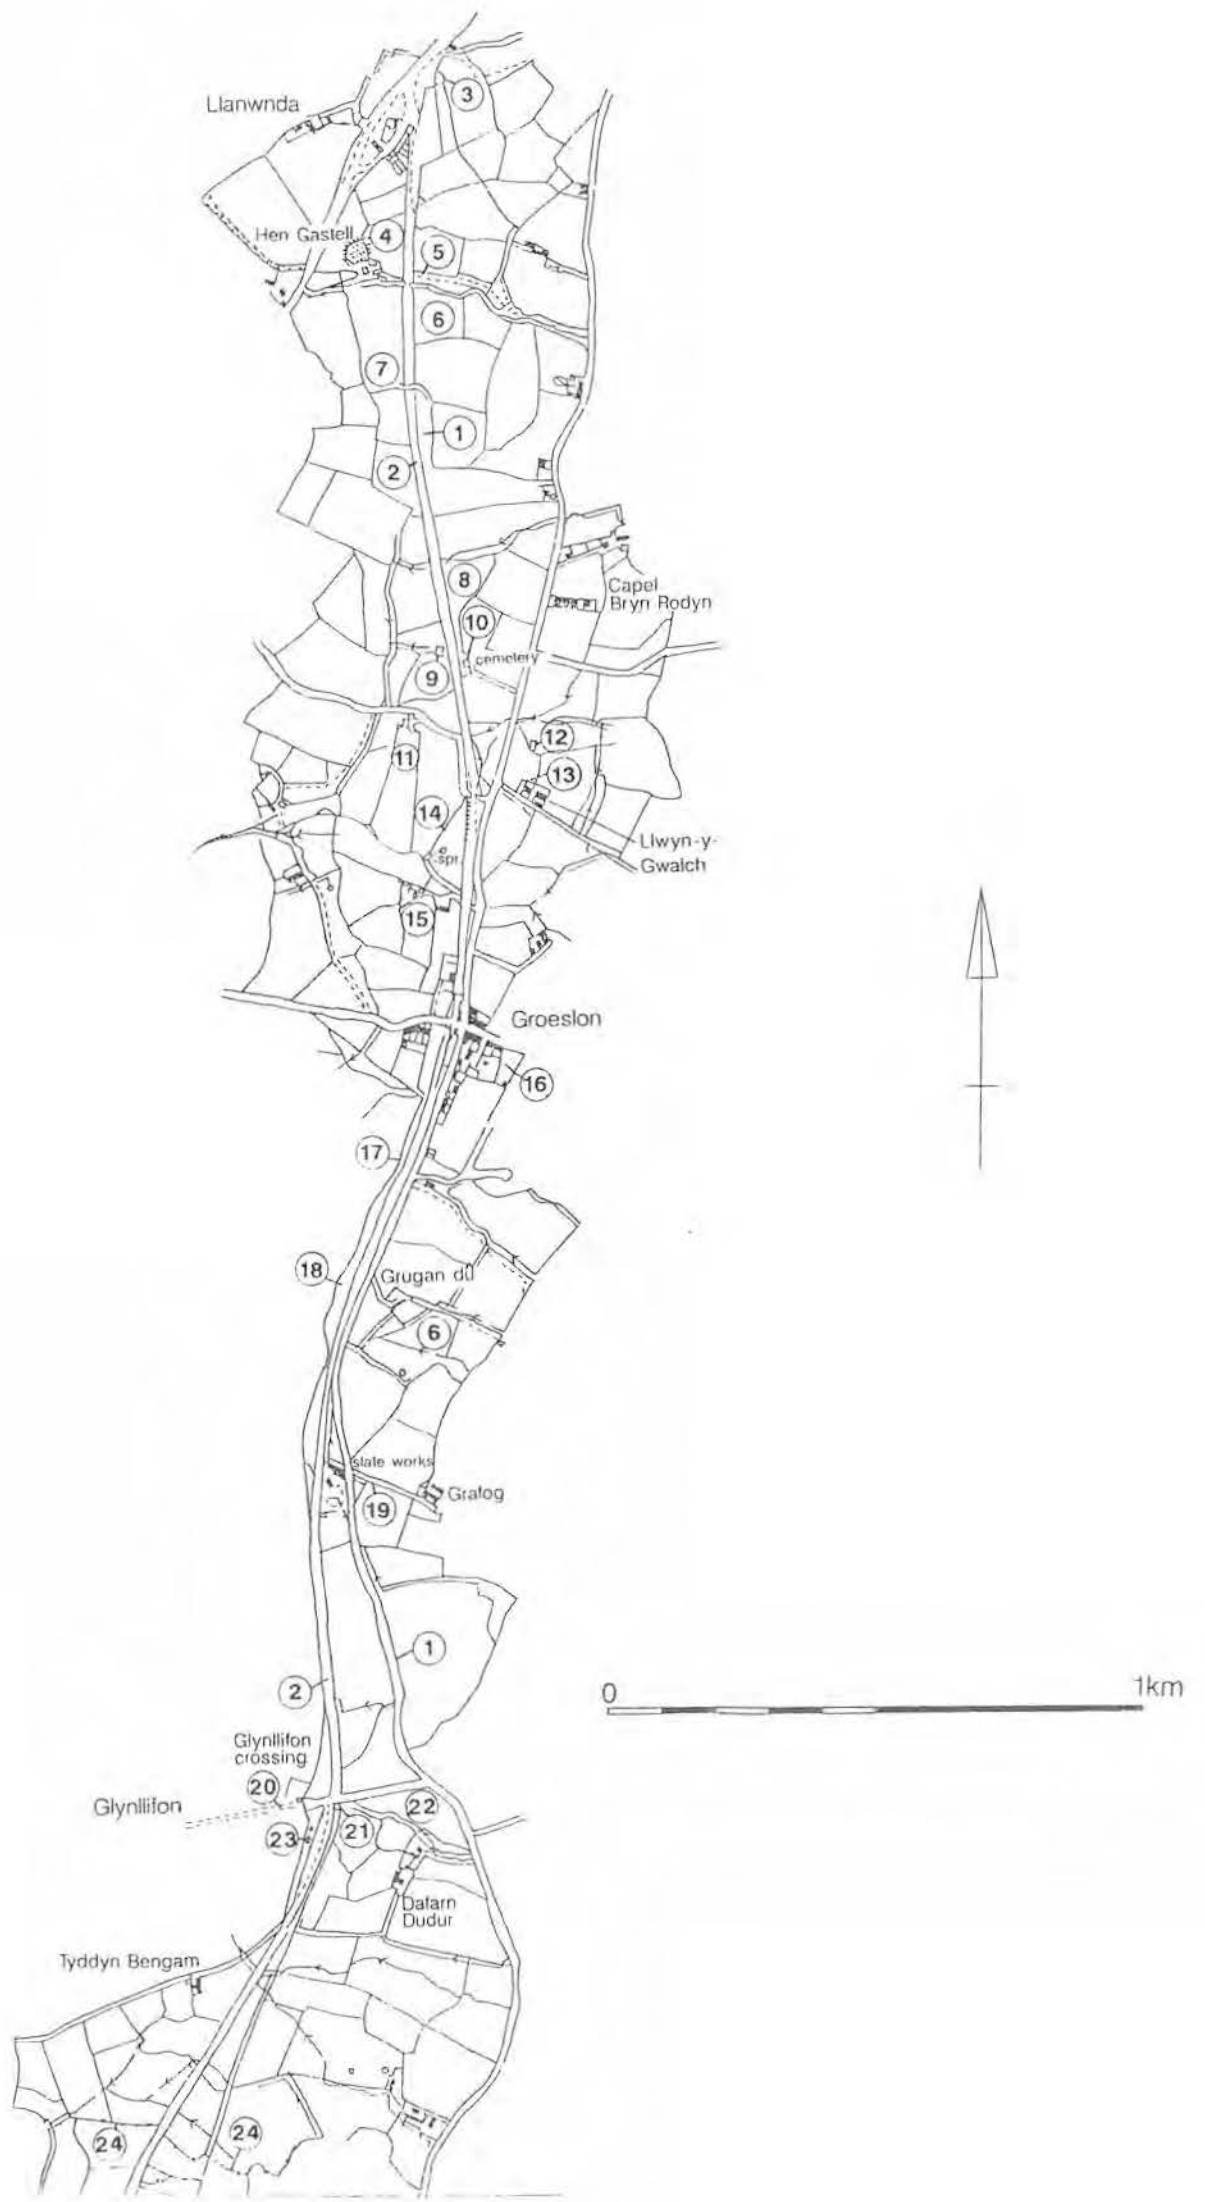 3
Llanwnda
Hen Gastell
4
5
6
7
1
2
8
Capel
Bryn Rodyn
10
cemetery
9
12
11
13
14
Llwyn-y-
Gwalch
spr.
15
Groeslon
16
17
18
Grugan du
6
slate works
Grafog
19
1
2
0
1km
Glynllifon
crossing
20
Glynllifon
22
21
23
Dafarn
Dudur
Tyddyn Bengam
24
24